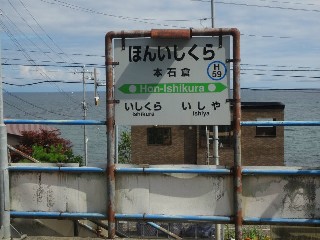 ほんいしくら
本石倉
H
59
Hon-Ishikura
いしくら いしや
Ishikura Ishiya